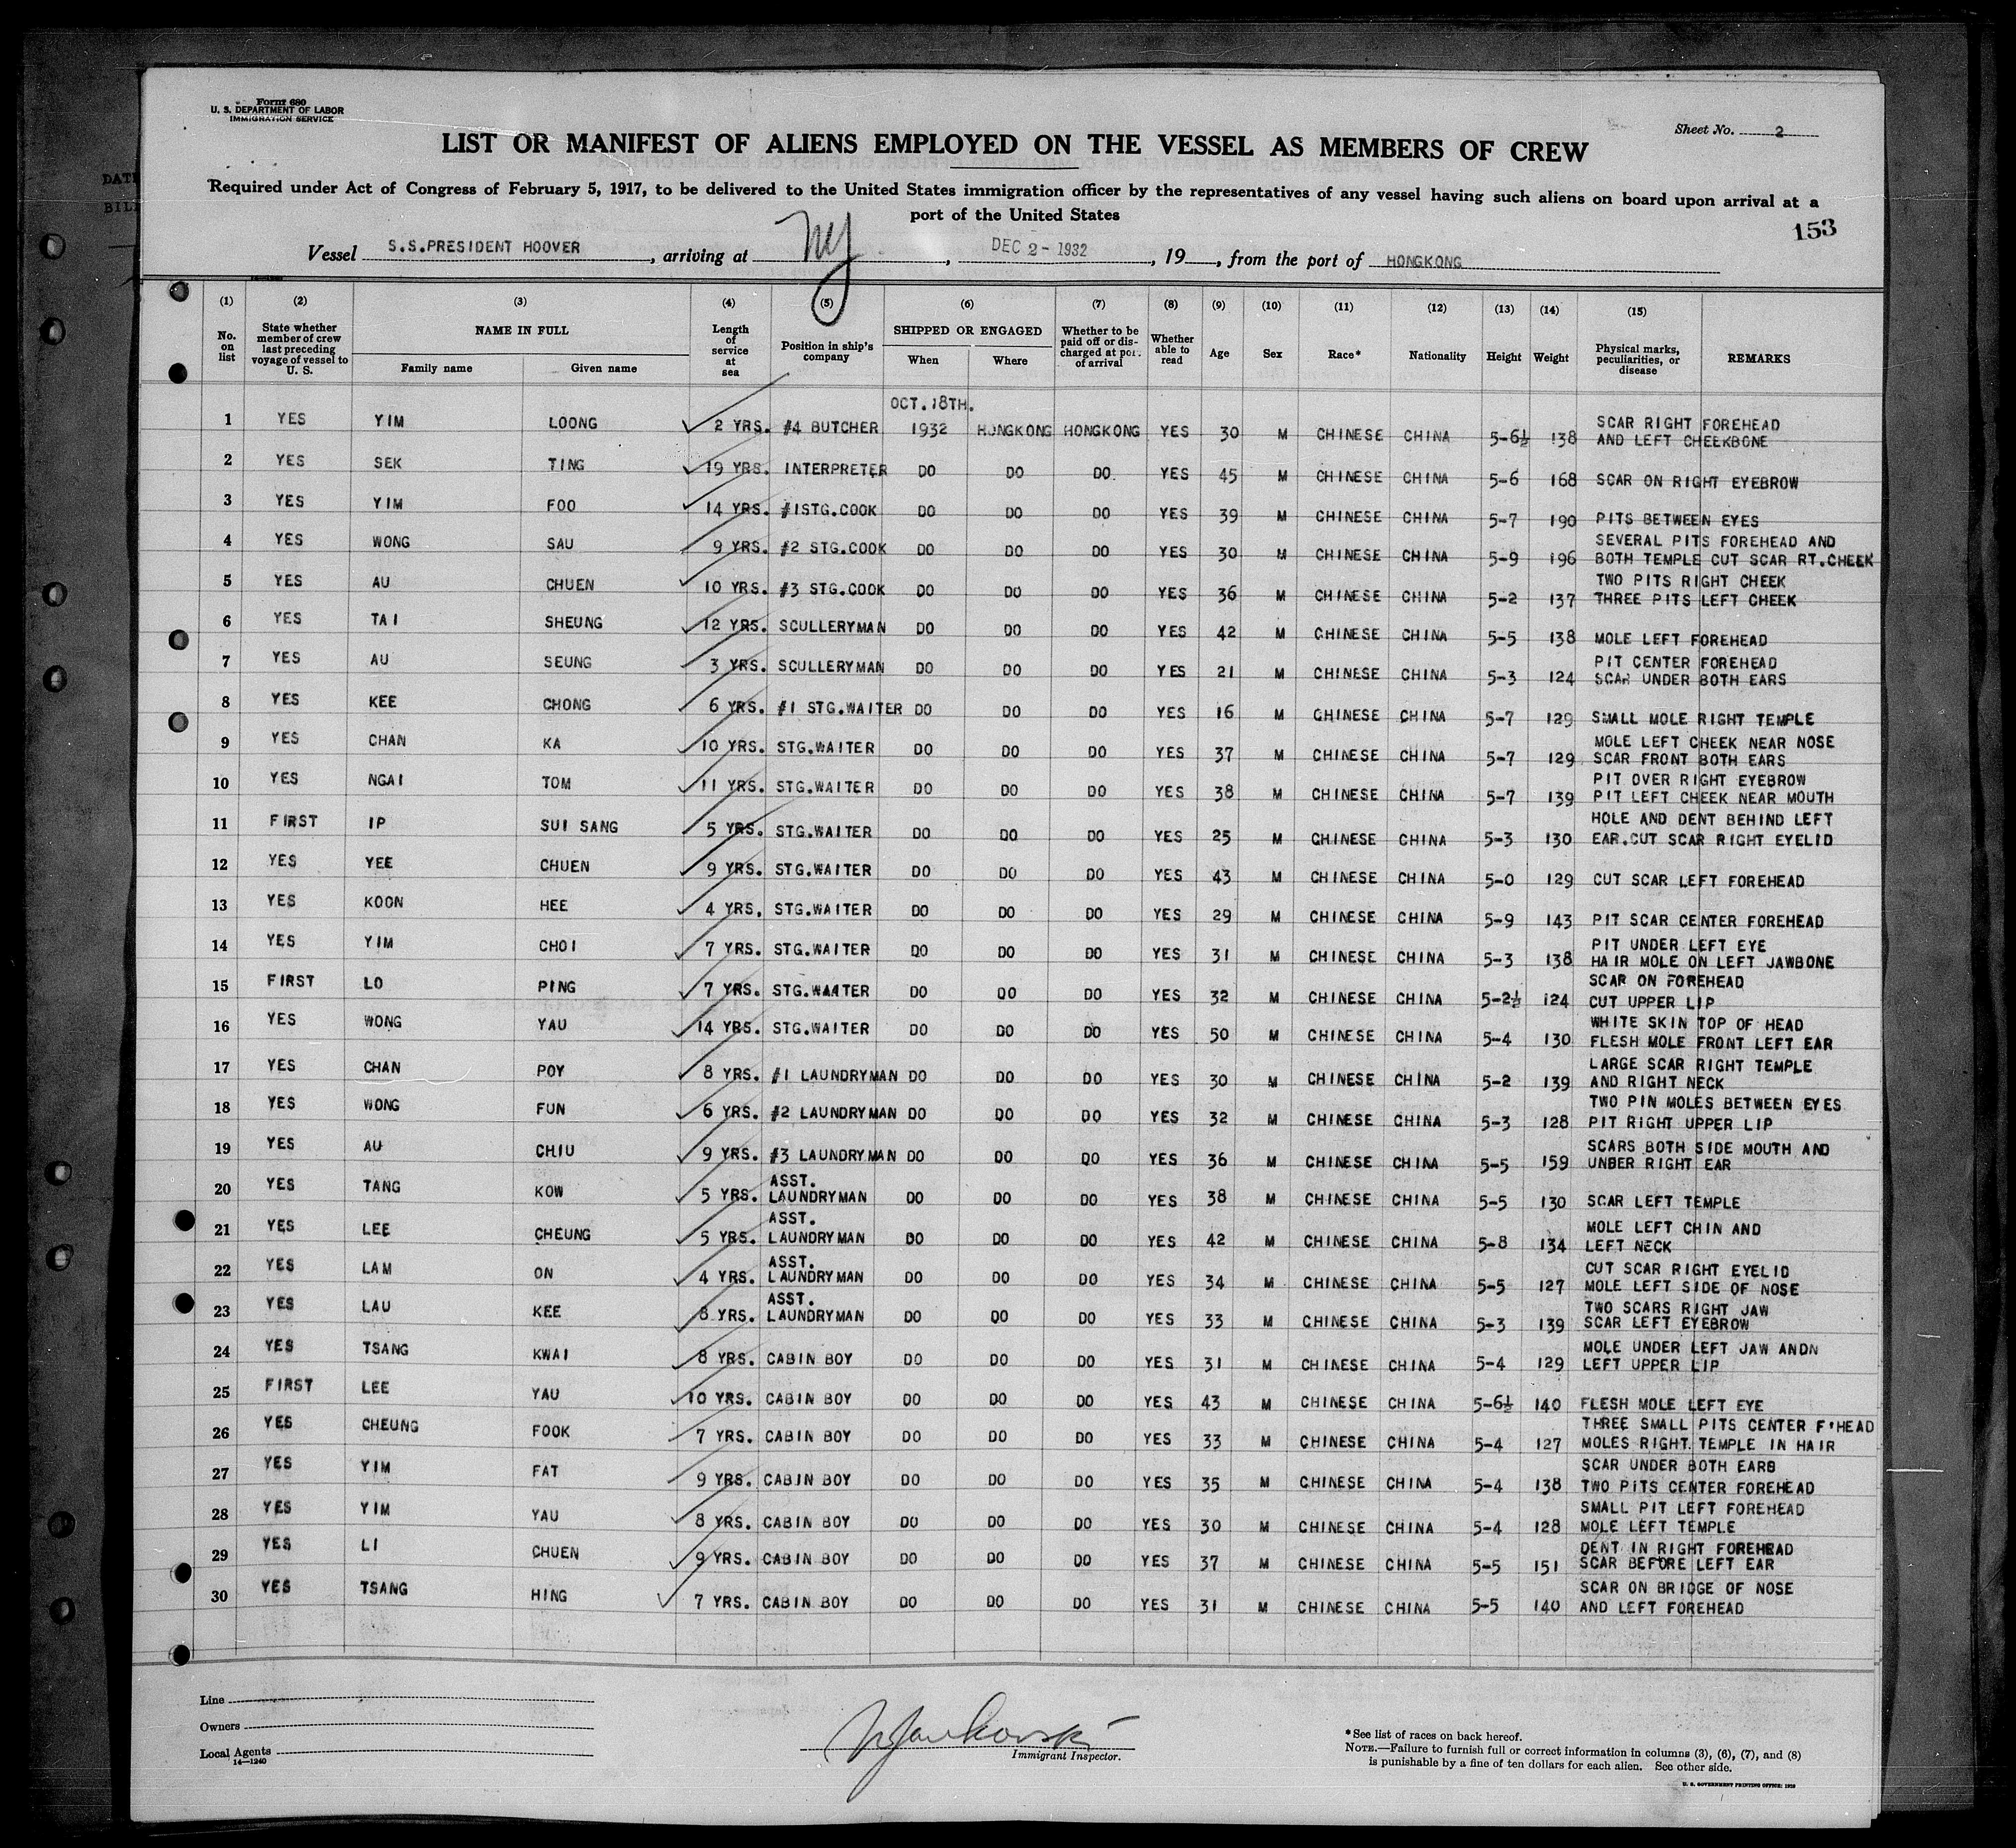 Form 680
U. S. DEPARTMENT OF LABOR
IMMIGRATION SERVICE
Sheet No. 2
LIST OR MANIFEST OF ALIENS EMPLOYED ON THE VESSEL AS MEMBERS OF CREW
Required under Act of Congress of February 5, 1917, to be delivered to the United States immigration officer by the representatives of any vessel having such aliens on board upon arrival at a
port of the United States
153
Vessel S.S.PRESIDENT HOOVER, arriving at NY, DEC 2-1932, 19, from the port of HONGKONG
(1) (2) (3) (4) (5) (6) (7) (8) (9) (10) (11) (12) (13) (14) (15)
No. on list State whether member of crew last preceding voyage of vessel to U. S. NAME IN FULL Family name Given name Length of service at sea Position in ship's company SHIPPED OR ENGAGED When Where Whether to be paid off or discharged at port of arrival Whether able to read Age Sex Race* Nationality Height Weight Physical marks, peculiarities, or disease REMARKS
1 YES YIM LOONG 2 YRS. #4 BUTCHER OCT.18TH. 1932 HONGKONG HONGKONG YES 30 M CHINESE CHINA 5-6½ 138 SCAR RIGHT FOREHEAD AND LEFT CHEEKBONE
2 YES SEK TING 19 YRS. INTERPRETER DO DO DO. YES 45 M CHINESE CHINA 5-6 168 SCAR ON RIGHT EYEBROW
3 YES YIM FOO 14 YRS. #1STG.COOK DO DO DO YES 39 M CHINESE CHINA 5-7 190 PITS BETWEEN EYES
4 YES WONG SAU 9 YRS. #2 STG.COOK DO DO DO YES 30 M CHINESE CHINA 5-9 196 SEVERAL PITS FOREHEAD AND BOTH TEMPLE CUT SCAR RT.CHEEK
5 YES AU CHUEN 10 YRS. #3 STG.COOK DO DO DO YES 36 M CHINESE CHINA 5-2 137 TWO PITS RIGHT CHEEK THREE PITS LEFT CHEEK
6 YES TAI SHEUNG 12 YRS. SCULLERYMAN DO DO DO YES 42 M CHINESE CHINA 5-5 138 MOLE LEFT FOREHEAD
7 YES AU SEUNG 3 YRS. SCULLERYMAN DO DO DO YES 21 M CHINESE CHINA 5-3 124 PIT CENTER FOREHEAD SCAR UNDER BOTH EARS
8 YES KEE CHONG 6 YRS. #1 STG.WAITER DO DO DO YES 16 M CHINESE CHINA 5-7 129 SMALL MOLE RIGHT TEMPLE
9 YES CHAN KA 10 YRS. STG.WAITER DO DO DO YES 37 M CHINESE CHINA 5-7 129 MOLE LEFT CHEEK NEAR NOSE SCAR FRONT BOTH EARS
10 YES NGAI TOM 11 YRS. STG.WAITER DO DO DO YES 38 M CHINESE CHINA 5-7 139 PIT OVER RIGHT EYEBROW PIT LEFT CHEEK NEAR MOUTH
11 FIRST IP SUI SANG 5 YRS. STG.WAITER DO DO DO YES 25 M CHINESE CHINA 5-3 130 HOLE AND DENT BEHIND LEFT EAR.CUT SCAR RIGHT EYELID
12 YES YEE CHUEN 9 YRS. STG.WAITER DO DO DO YES 43 M CHINESE CHINA 5-0 129 CUT SCAR LEFT FOREHEAD
13 YES KOON HEE 4 YRS. STG.WAITER DO DO DO YES 29 M CHINESE CHINA 5-9 143 PIT SCAR CENTER FOREHEAD
14 YES YIM CHOI 7 YRS. STG.WAITER DO DO DO YES 31 M CHINESE CHINA 5-3 138 PIT UNDER LEFT EYE HAIR MOLE ON LEFT JAWBONE
15 FIRST LO PING 7 YRS. STG.WAATER DO DO DO YES 32 M CHINESE CHINA 5-2½ 124 SCAR ON FOREHEAD CUT UPPER LIP
16 YES WONG YAU 14 YRS. STG.WAITER DO DO DO YES 50 M CHINESE CHINA 5-4 130 WHITE SKIN TOP OF HEAD FLESH MOLE FRONT LEFT EAR
17 YES CHAN POY 8 YRS. #1 LAUNDRYMAN DO DO DO YES 30 M CHINESE CHINA 5-2 139 LARGE SCAR RIGHT TEMPLE AND RIGHT NECK
18 YES WONG FUN 6 YRS. #2 LAUNDRYMAN DO DO DO YES 32 M CHINESE CHINA 5-3 128 TWO PIN MOLES BETWEEN EYES PIT RIGHT UPPER LIP
19 YES AU CHIU 9 YRS. #3 LAUNDRYMAN DO DO DO YES 36 M CHINESE CHINA 5-5 159 SCARS BOTH SIDE MOUTH AND UNBER RIGHT EAR
20 YES TANG KOW 5 YRS. ASST. LAUNDRYMAN DO DO DO YES 38 M CHINESE CHINA 5-5 130 SCAR LEFT TEMPLE
21 YES LEE CHEUNG 5 YRS. ASST. LAUNDRYMAN DO DO DO YES 42 M CHINESE CHINA 5-8 134 MOLE LEFT CHIN AND LEFT NECK
22 YES LAM ON 4 YRS. ASST. LAUNDRYMAN DO DO DO YES 34 M CHINESE CHINA 5-5 127 CUT SCAR RIGHT EYELID MOLE LEFT SIDE OF NOSE
23 YES LAU KEE 8 YRS. ASST. LAUNDRYMAN DO DO DO YES 33 M CHINESE CHINA 5-3 139 TWO SCARS RIGHT JAW SCAR LEFT EYEBROW
24 YES TSANG KWAI 8 YRS. CABIN BOY DO DO DO YES 31 M CHINESE CHINA 5-4 129 MOLE UNDER LEFT JAW ANDN LEFT UPPER LIP
25 FIRST LEE YAU 10 YRS. CABIN BOY DO DO DO YES 43 M CHINESE CHINA 5-6½ 140 FLESH MOLE LEFT EYE
26 YES CHEUNG FOOK 7 YRS. CABIN BOY DO DO DO YES 33 M CHINESE CHINA 5-4 127 THREE SMALL PITS CENTER F'HEAD MOLES RIGHT TEMPLE IN HAIR
27 YES YIM FAT 9 YRS. CABIN BOY DO DO DO YES 35 M CHINESE CHINA 5-4 138 SCAR UNDER BOTH EARS TWO PITS CENTER FOREHEAD
28 YES YIM YAU 8 YRS. CABIN BOY DO DO DO YES 30 M CHINESE CHINA 5-4 128 SMALL PIT LEFT FOREHEAD MOLE LEFT TEMPLE
29 YES LI CHUEN 9 YRS. CABIN BOY DO DO DO YES 37 M CHINESE CHINA 5-5 151 DENT IN RIGHT FOREHEAD SCAR BEFORE LEFT EAR
30 YES TSANG HING 7 YRS. CABIN BOY DO DO DO YES 31 M CHINESE CHINA 5-5 140 SCAR ON BRIDGE OF NOSE AND LEFT FOREHEAD
Line
Owners
Local Agents
14—1240
Immigrant Inspector.
*See list of races on back hereof.
NOTE.—Failure to furnish full or correct information in columns (3), (6), (7), and (8)
is punishable by a fine of ten dollars for each alien. See other side.
U. S. GOVERNMENT PRINTING OFFICE: 1929